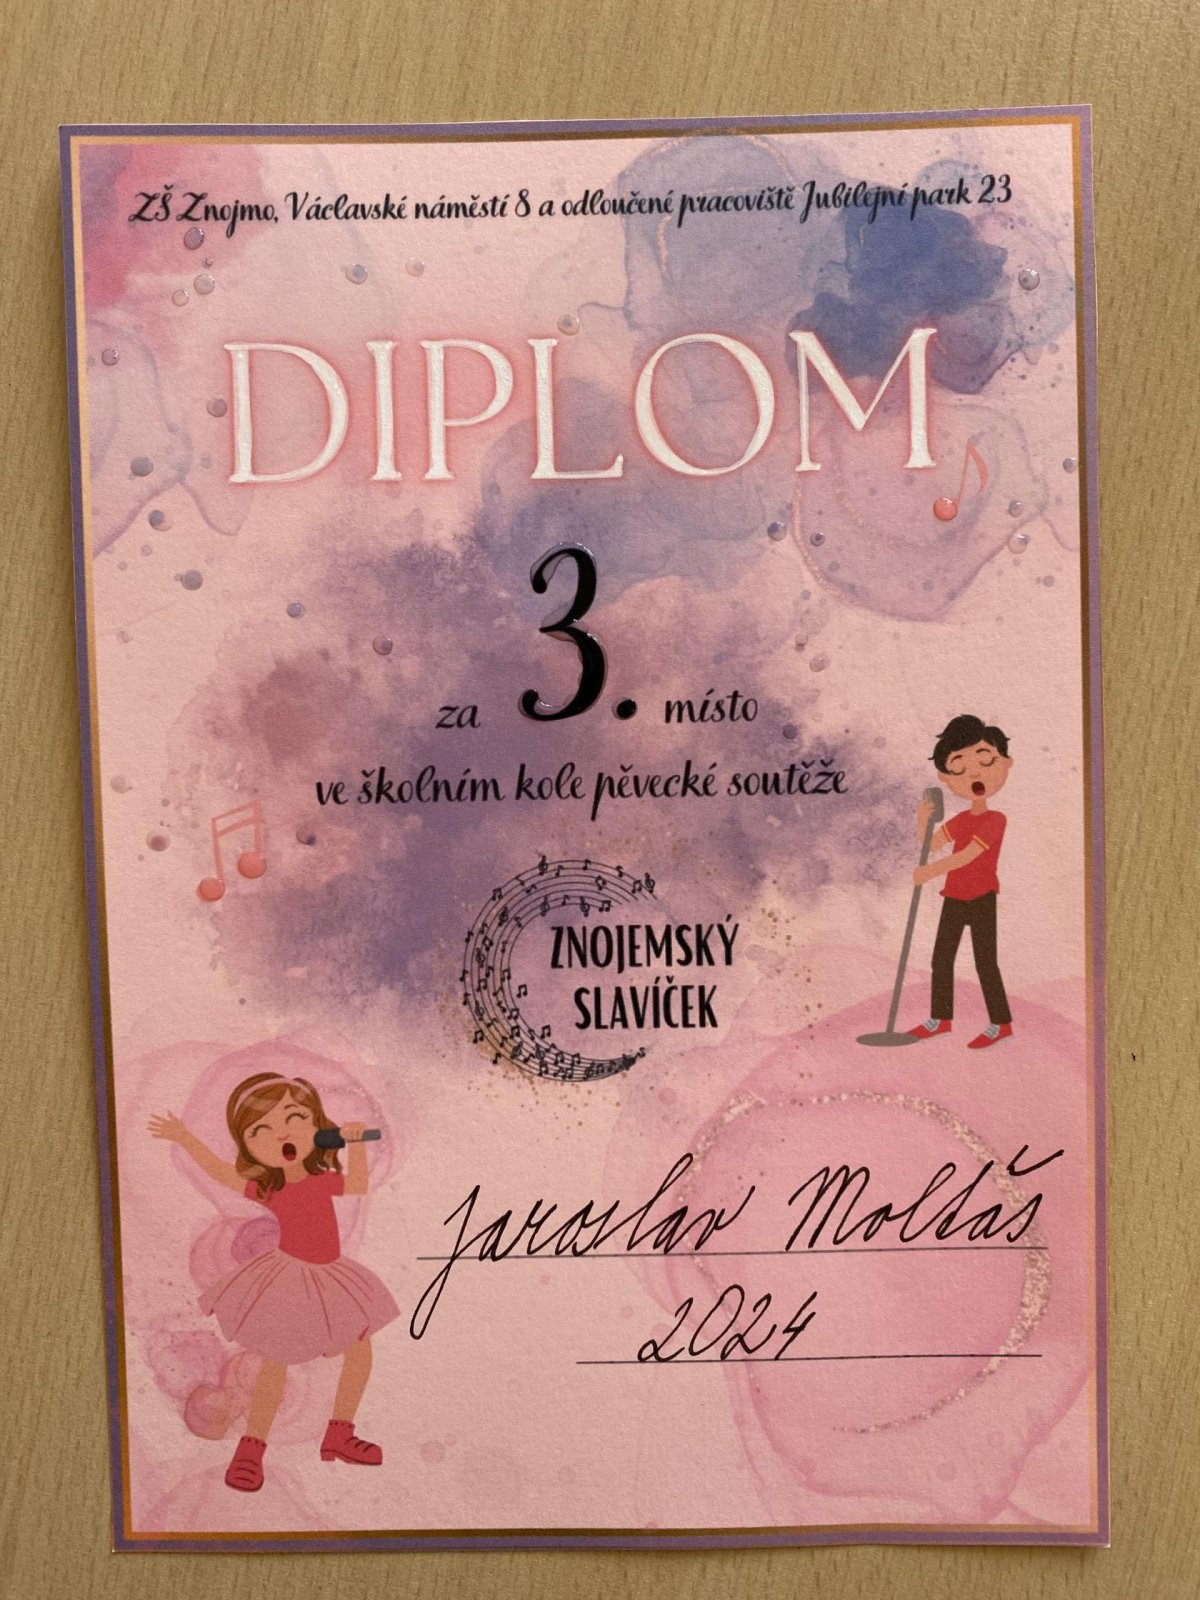 ZŠ Znojmo, Václavské náměstí 8 a odloučené pracoviště Jubilejní park 23
DIPLOM
za 3. místo
ve školním kole pěvecké soutěže
ZNOJEMSKÝ
SLAVÍČEK
Jaroslav Moltáš
2024